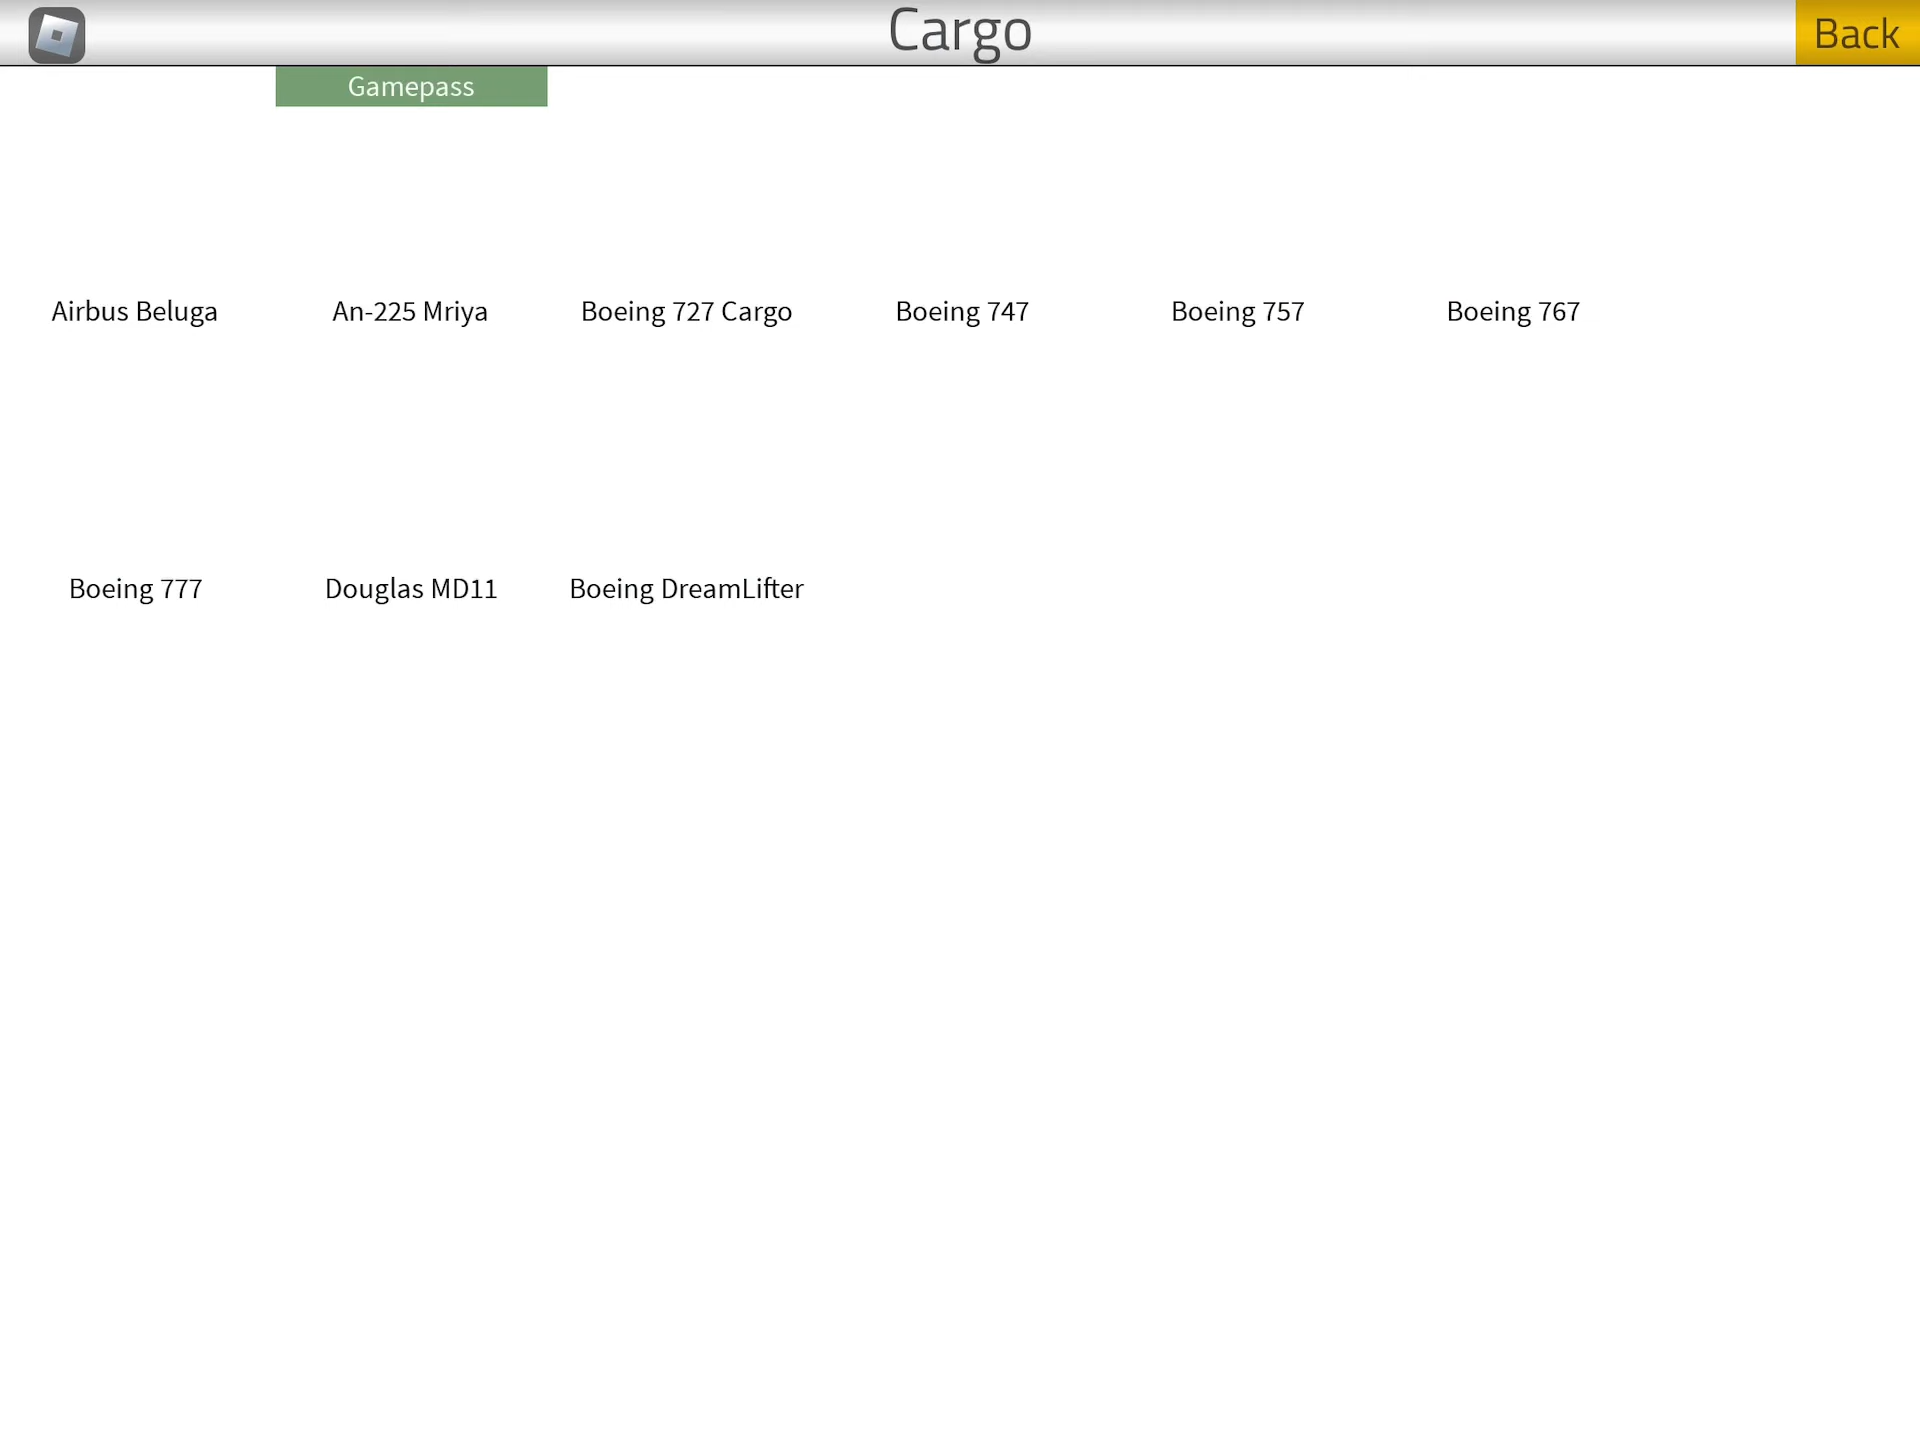 Cargo
Back
Gamepass
Airbus Beluga
An-225 Mriya
Boeing 727 Cargo
Boeing 747
Boeing 757
Boeing 767
Boeing 777
Douglas MD11
Boeing DreamLifter